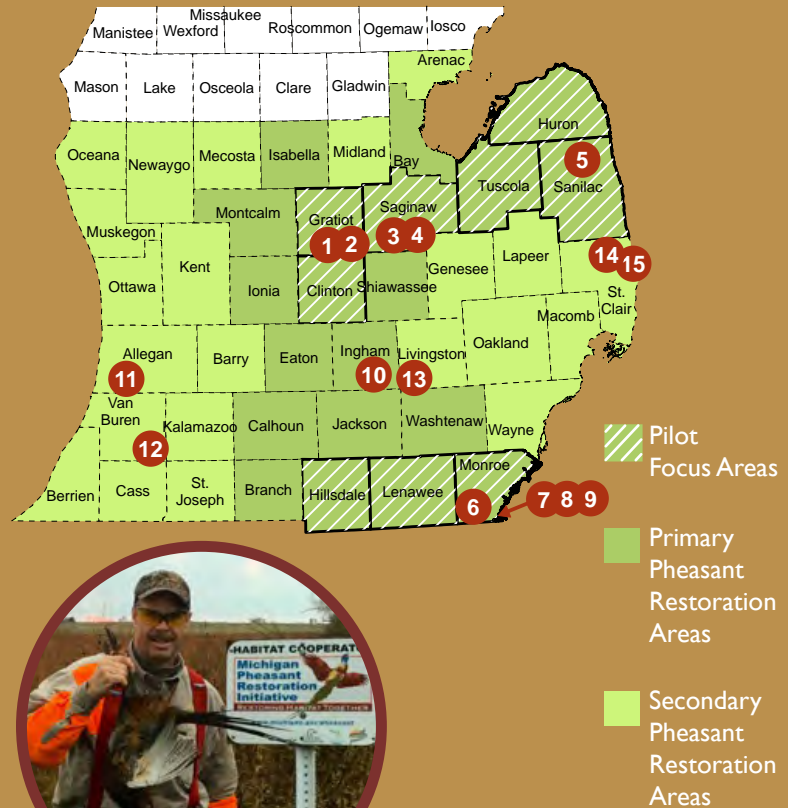 Missaukee
Manistee Wexford Roscommon Ogemaw Iosco
Arenac
Mason Lake Osceola Clare Gladwin
Huron
Oceana Newaygo Mecosta Isabella Midland Bay
5
Tuscola Sanilac
Montcalm Gratiot Saginaw
Muskegon
1 2 3 4
Kent Lapeer 14 15
Ottawa Ionia Clinton Shiawassee Genesee
St.
Clair
Macomb
Oakland
Allegan Barry Eaton Ingham Livingston
11 10 13
Van
Buren Kalamazoo Calhoun Jackson Washtenaw Wayne
12
Monroe
Berrien Cass St.
Joseph Branch Hillsdale Lenawee
6 7 8 9
Pilot
Focus Areas
Primary
Pheasant
Restoration
Areas
Secondary
Pheasant
Restoration
Areas
HABITAT COOPERAT
Michigan
Pheasant
Restoration
Initiative
RESTORING HABITAT TOGETHER